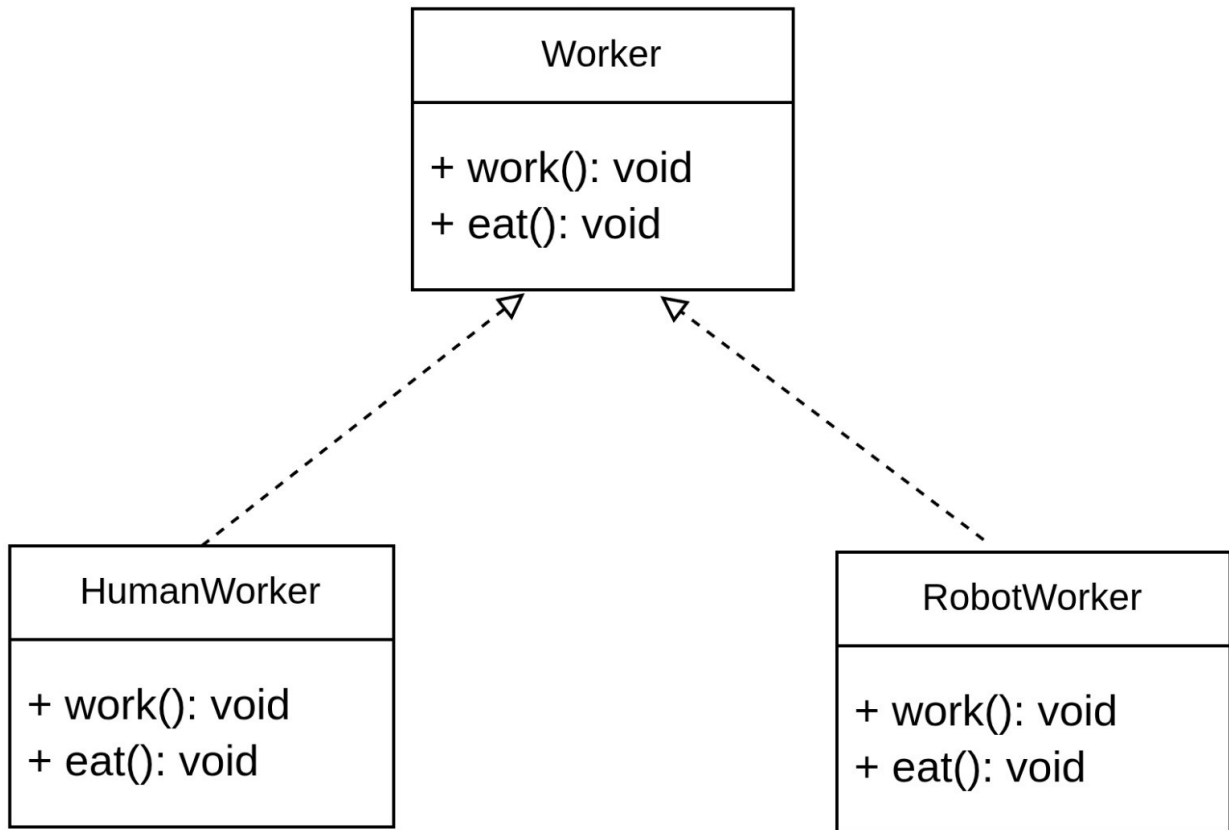 Worker
+ work(): void
+ eat(): void
HumanWorker
+ work(): void
+ eat(): void
RobotWorker
+ work(): void
+ eat(): void